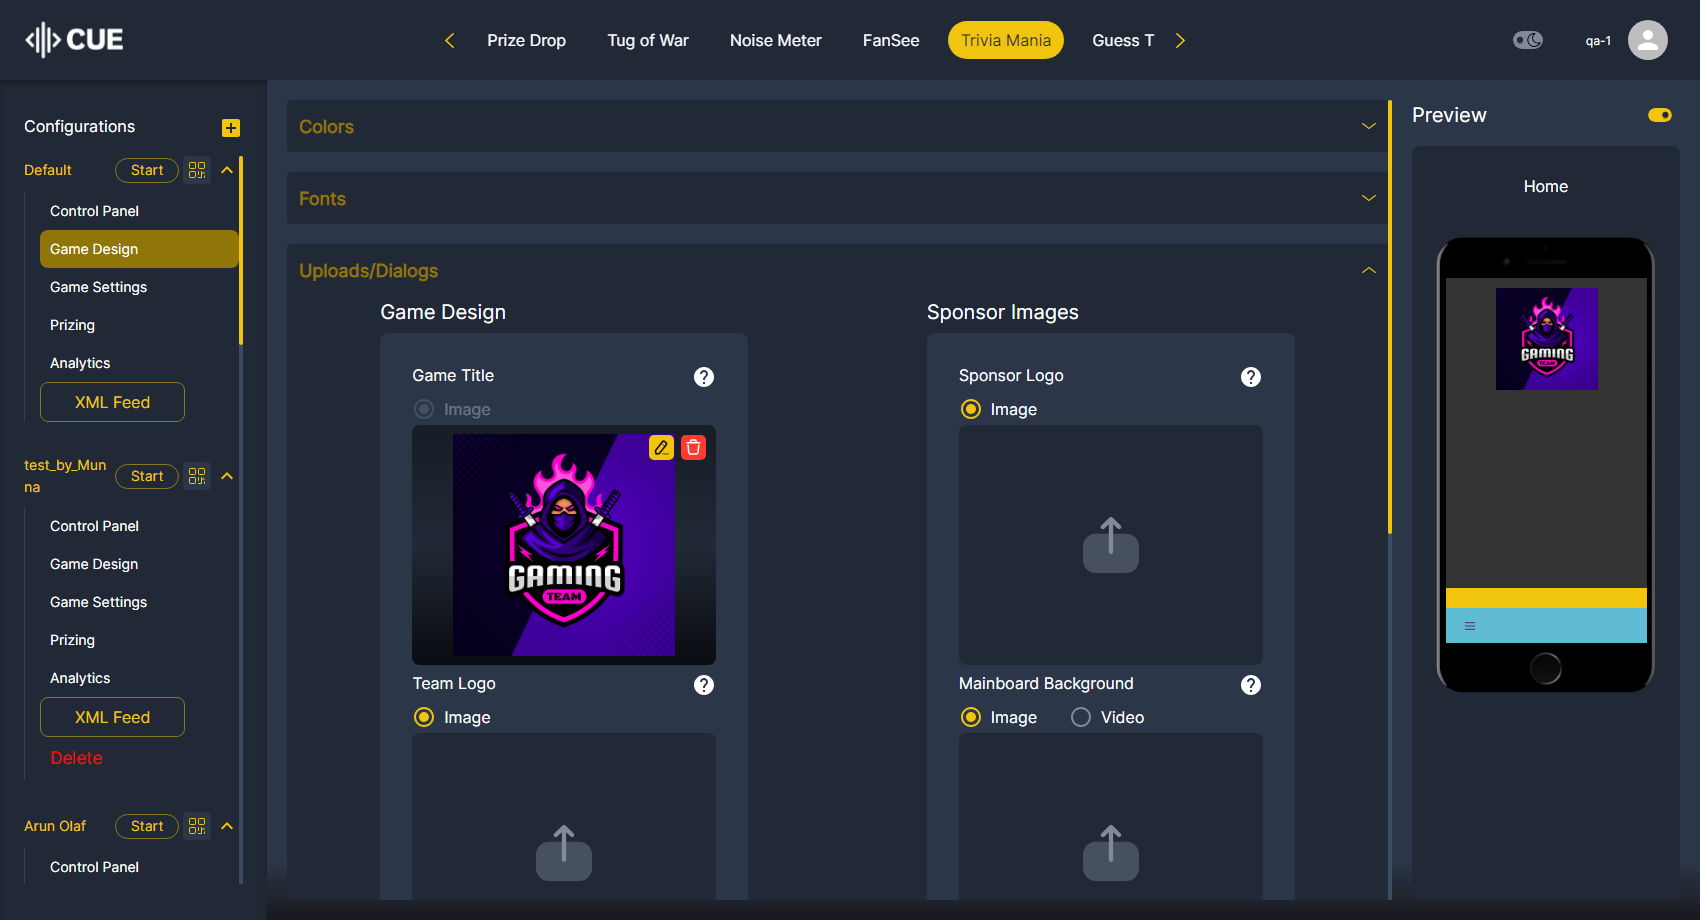 CUE
Prize Drop
Tug of War
Noise Meter
FanSee
Trivia Mania
Guess T
qa-1
Configurations
Default
Start
Control Panel
Game Design
Game Settings
Prizing
Analytics
XML Feed
test_by_Mun
na
Start
Control Panel
Game Design
Game Settings
Prizing
Analytics
XML Feed
Delete
Arun Olaf
Start
Control Panel
Colors
Fonts
Uploads/Dialogs
Game Design
Game Title
Image
GAMING
TEAM
Team Logo
Image
Sponsor Images
Sponsor Logo
Image
Mainboard Background
Image
Video
Preview
Home
GAMING
TEAM